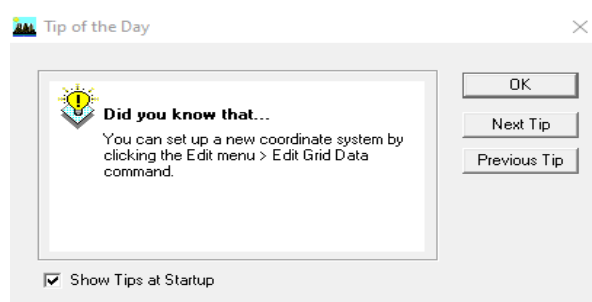 Tip of the Day
Did you know that...
You can set up a new coordinate system by
clicking the Edit menu > Edit Grid Data
command.
OK
Next Tip
Previous Tip
Show Tips at Startup